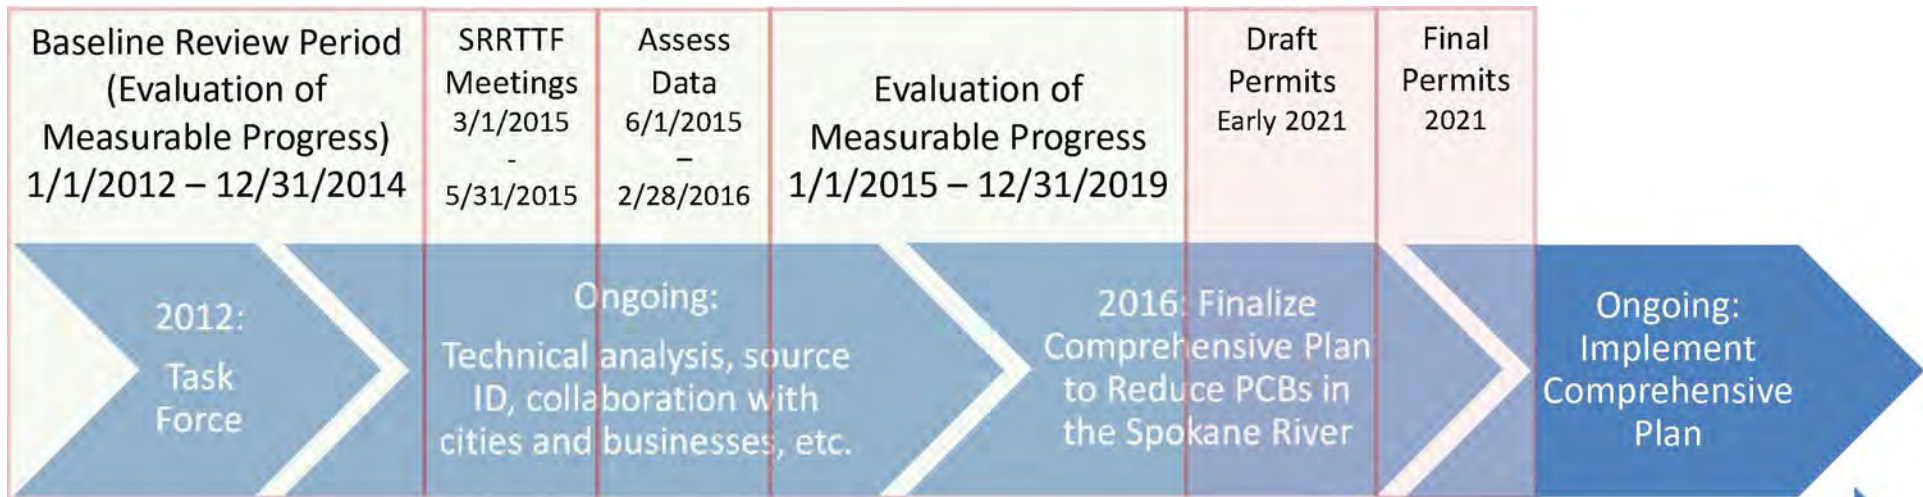 Baseline Review Period
(Evaluation of
Measurable Progress)
1/1/2012 – 12/31/2014
SRRTTF
Meetings
3/1/2015
-
5/31/2015
Assess
Data
6/1/2015
–
2/28/2016
Evaluation of
Measurable Progress
1/1/2015 – 12/31/2019
Draft
Permits
Early 2021
Final
Permits
2021
2012:
Task
Force
Ongoing:
Technical analysis, source
ID, collaboration with
cities and businesses, etc.
2016: Finalize
Comprehensive Plan
to Reduce PCBs in
the Spokane River
Ongoing:
Implement
Comprehensive
Plan